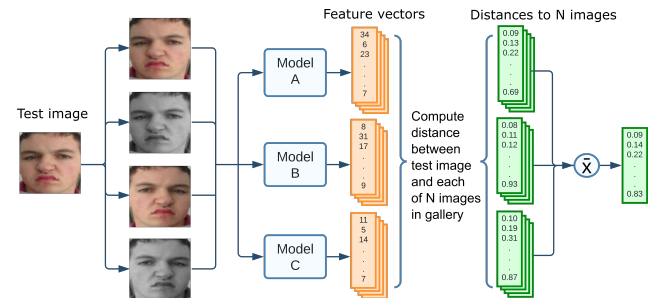 Feature vectors
Distances to N images
Test image
Model
A
Model
B
Model
C
34
6
23
.
.
.
7
8
31
17
.
.
.
9
11
5
14
.
.
.
7
Compute
distance
between
test image
and each
of N images
in gallery
0.09
0.13
0.22
.
.
.
0.69
0.08
0.11
0.12
.
.
.
0.93
0.10
0.19
0.31
.
.
.
0.87
x̄
0.09
0.14
0.22
.
.
.
0.83